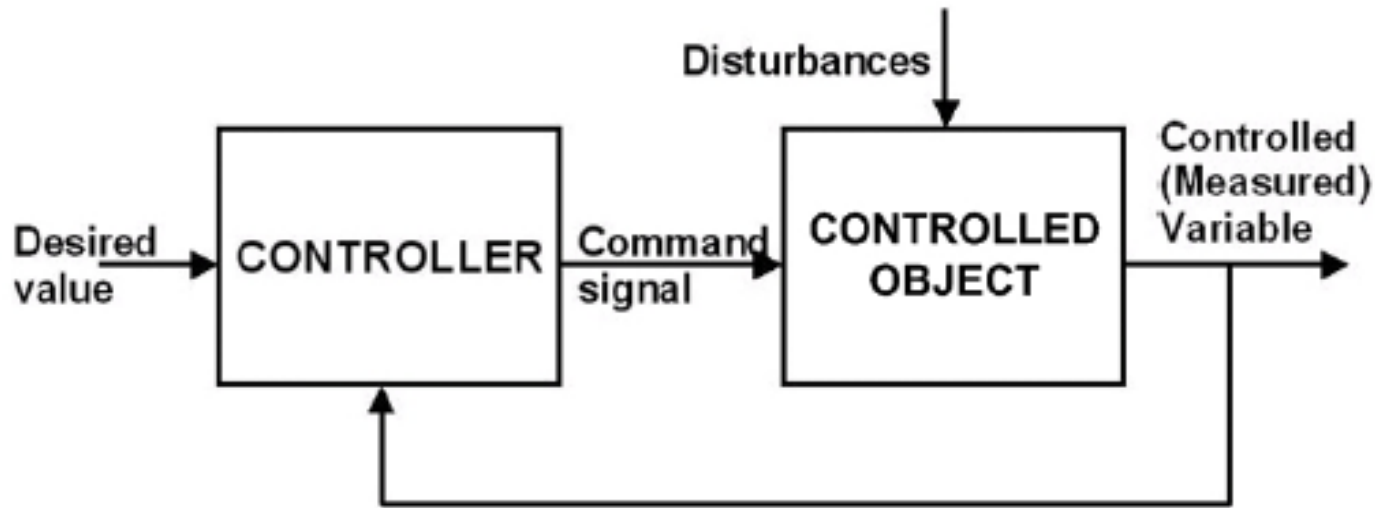 Disturbances
Controlled
(Measured)
Variable
Desired
value
CONTROLLER
Command
signal
CONTROLLED
OBJECT